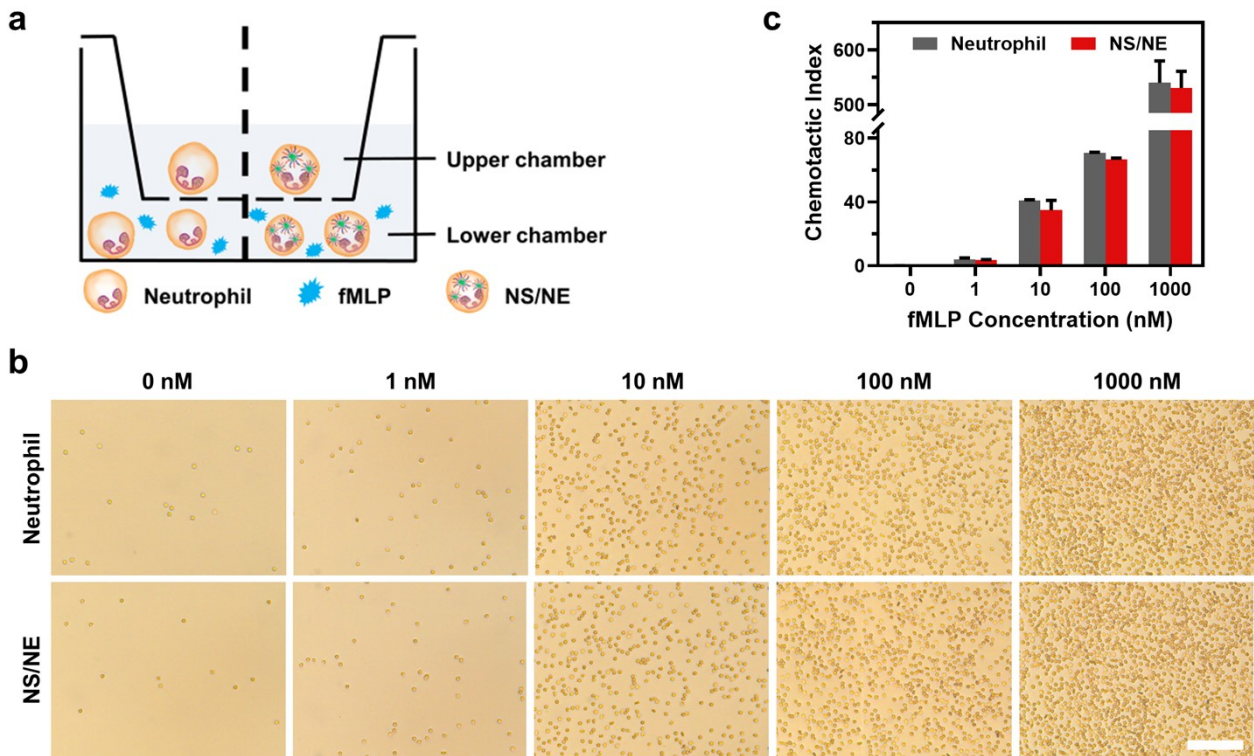 a
Upper chamber
Lower chamber
Neutrophil
fMLP
NS/NE
c
Chemotactic Index
600
500
80
40
0
Neutrophil
NS/NE
0
1
10
100
1000
fMLP Concentration (nM)
b
0 nM
1 nM
10 nM
100 nM
1000 nM
Neutrophil
NS/NE